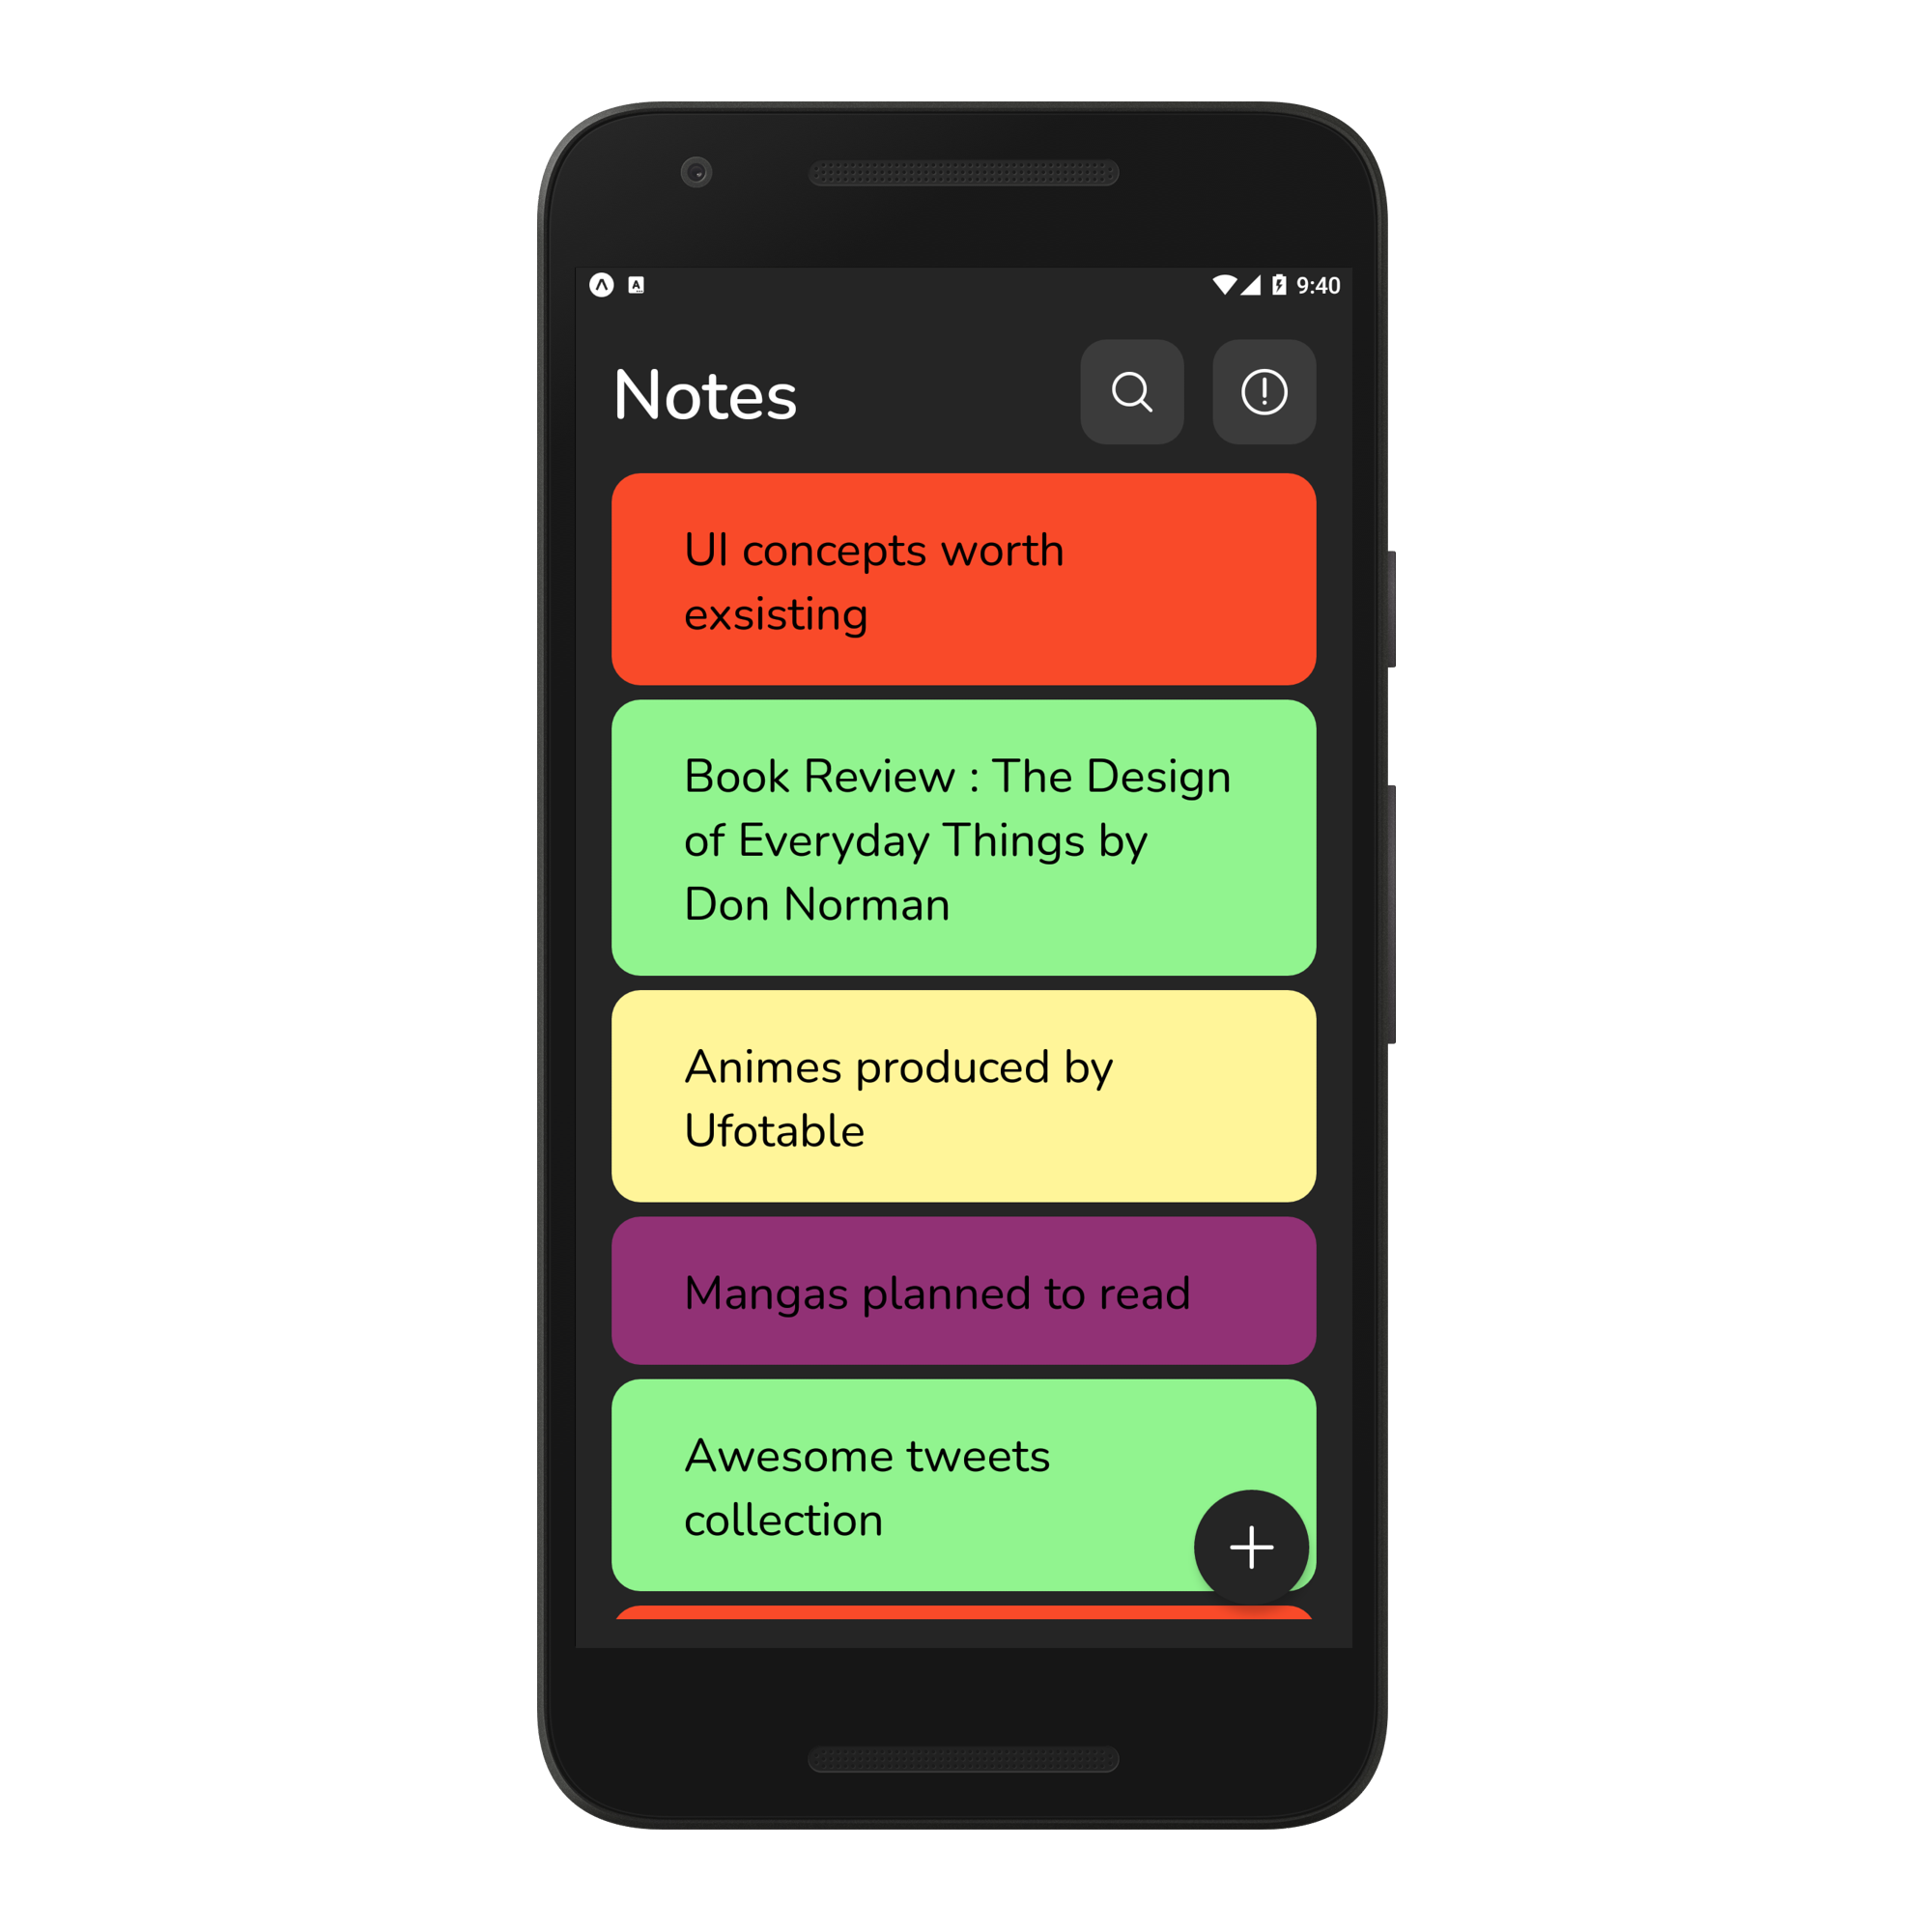 9:40
Notes
UI concepts worth
exsisting
Book Review : The Design
of Everyday Things by
Don Norman
Animes produced by
Ufotable
Mangas planned to read
Awesome tweets
collection